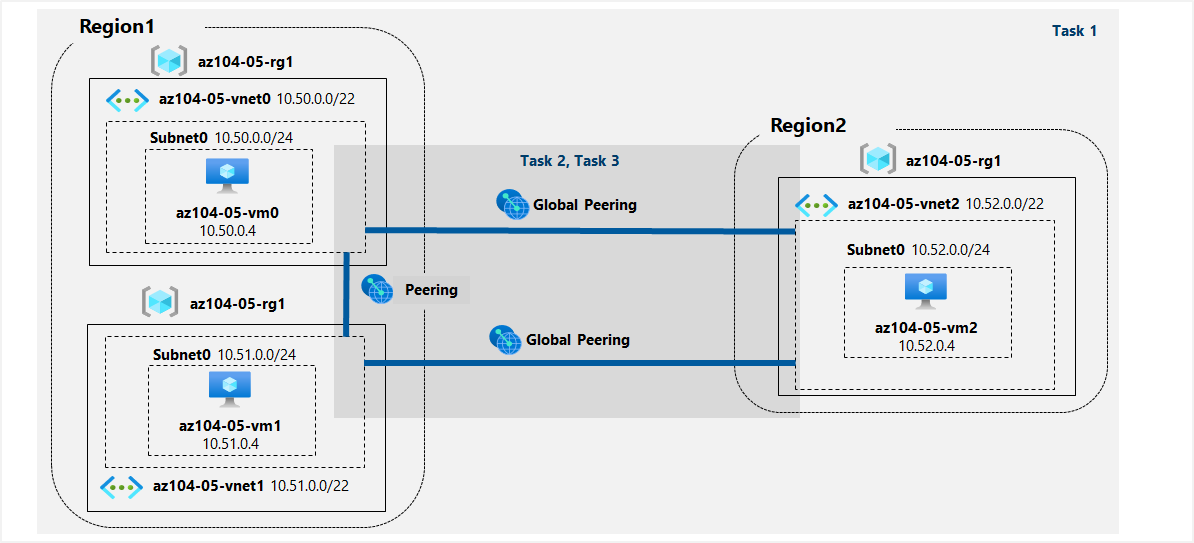 Region1
Task 1
az104-05-rg1
az104-05-vnet0 10.50.0.0/22
Subnet0 10.50.0.0/24
az104-05-vm0
10.50.0.4
Task 2, Task 3
Global Peering
Region2
az104-05-rg1
az104-05-vnet2 10.52.0.0/22
Subnet0 10.52.0.0/24
az104-05-vm2
10.52.0.4
Peering
az104-05-rg1
Global Peering
Subnet0 10.51.0.0/24
az104-05-vm1
10.51.0.4
az104-05-vnet1 10.51.0.0/22